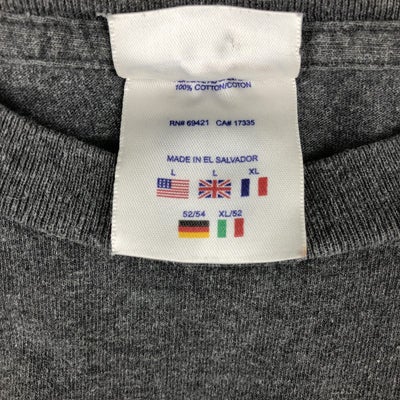 100% COTTON/COTON
RN# 69421 CA# 17335
MADE IN EL SALVADOR
L L XL
52/54 XL/52